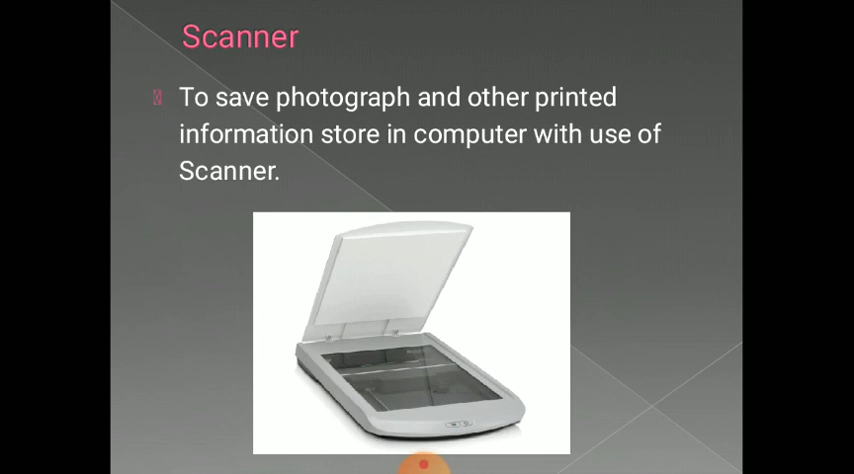 Scanner
To save photograph and other printed
information store in computer with use of
Scanner.